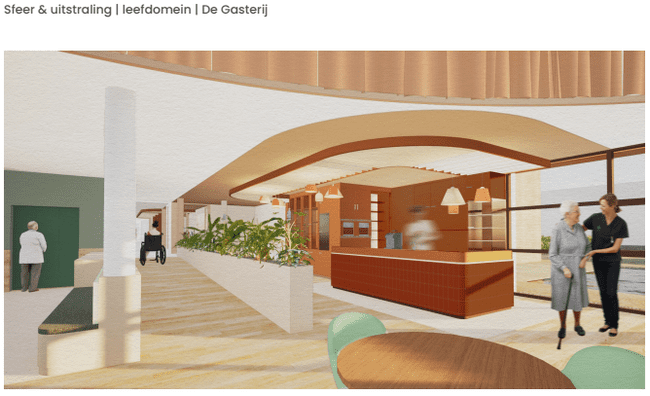 Sfeer & uitstraling | leefdomein | De Gasterij